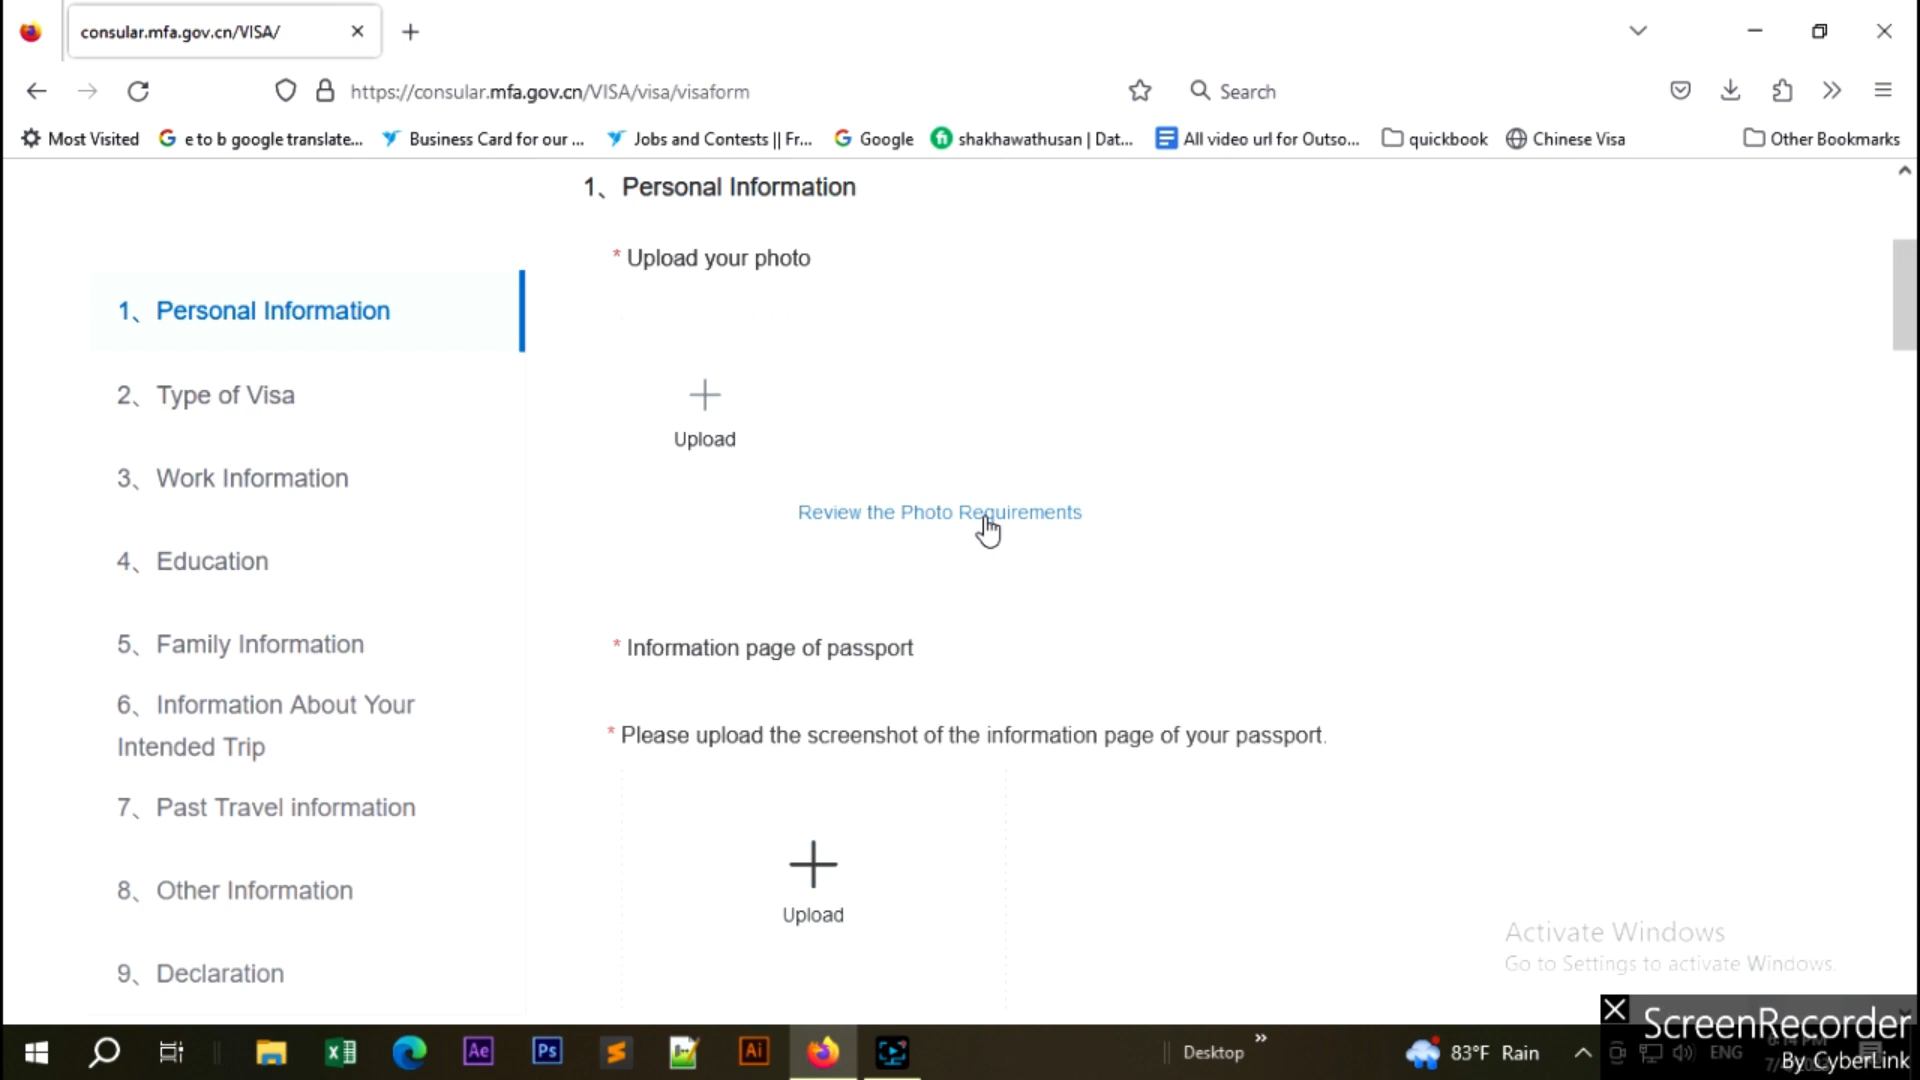 consular.mfa.gov.cn/VISA/
https://consular.mfa.gov.cn/VISA/visa/visaform
Search
Most Visited
e to b google translate...
Business Card for our ...
Jobs and Contests || Fr...
Google
shakhawathusan | Dat...
All video url for Outso...
quickbook
Chinese Visa
Other Bookmarks
1、Personal Information
2、Type of Visa
3、Work Information
4、Education
5、Family Information
6、Information About Your
Intended Trip
7、Past Travel information
8、Other Information
9、Declaration
1、Personal Information
* Upload your photo
Upload
Review the Photo Requirements
* Information page of passport
* Please upload the screenshot of the information page of your passport.
Upload
Activate Windows
Go to Settings to activate Windows.
ScreenRecorder
By CyberLink
Ae
Ps
Ai
Desktop
83°F Rain
ENG